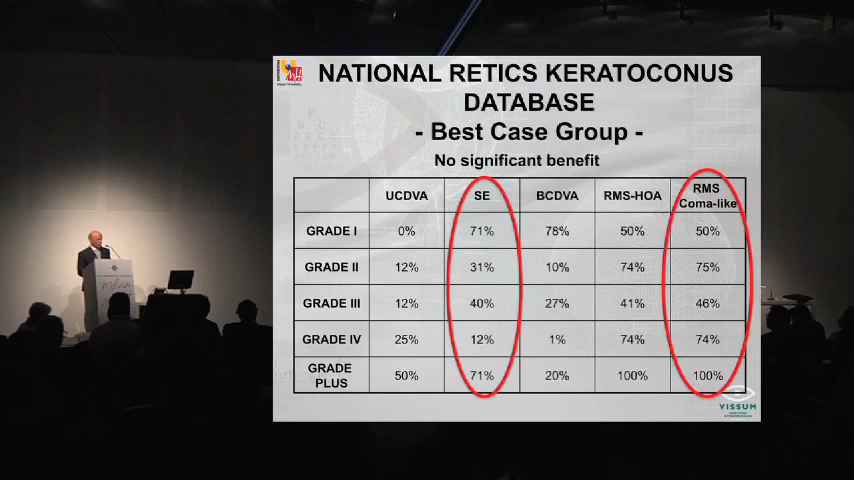 NATIONAL RETICS KERATOCONUS
DATABASE
- Best Case Group -
No significant benefit
UCDVA SE BCDVA RMS-HOA RMS Coma-like
GRADE I 0% 71% 78% 50% 50%
GRADE II 12% 31% 10% 74% 75%
GRADE III 12% 40% 27% 41% 46%
GRADE IV 25% 12% 1% 74% 74%
GRADE PLUS 50% 71% 20% 100% 100%
VISSUM
milan